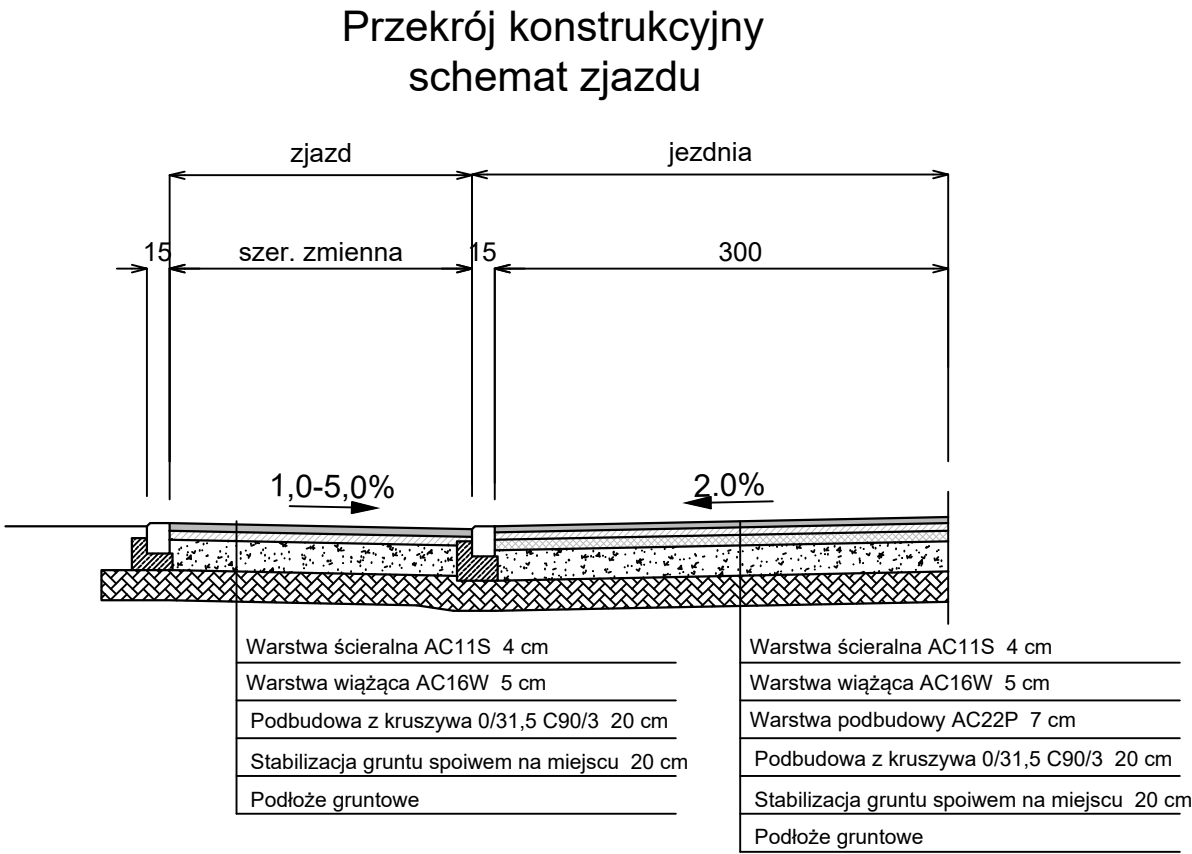 Przekrój konstrukcyjny
schemat zjazdu
zjazd
jezdnia
15
szer. zmienna
15
300
1,0-5,0%
2.0%
Warstwa ścieralna AC11S 4 cm
Warstwa wiążąca AC16W 5 cm
Podbudowa z kruszywa 0/31,5 C90/3 20 cm
Stabilizacja gruntu spoiwem na miejscu 20 cm
Podłoże gruntowe
Warstwa ścieralna AC11S 4 cm
Warstwa wiążąca AC16W 5 cm
Warstwa podbudowy AC22P 7 cm
Podbudowa z kruszywa 0/31,5 C90/3 20 cm
Stabilizacja gruntu spoiwem na miejscu 20 cm
Podłoże gruntowe